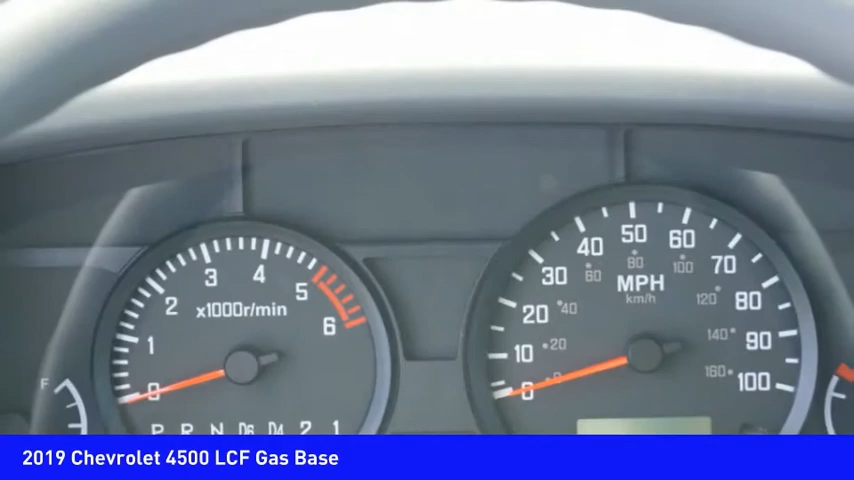 0 1 2 3 4 5 6
x1000r/min
P R N D6 D4 2 1
F
0 10 20 30 40 50 60 70 80 90 100
0 20 40 60 80 100 120 140 160
MPH
km/h
2019 Chevrolet 4500 LCF Gas Base